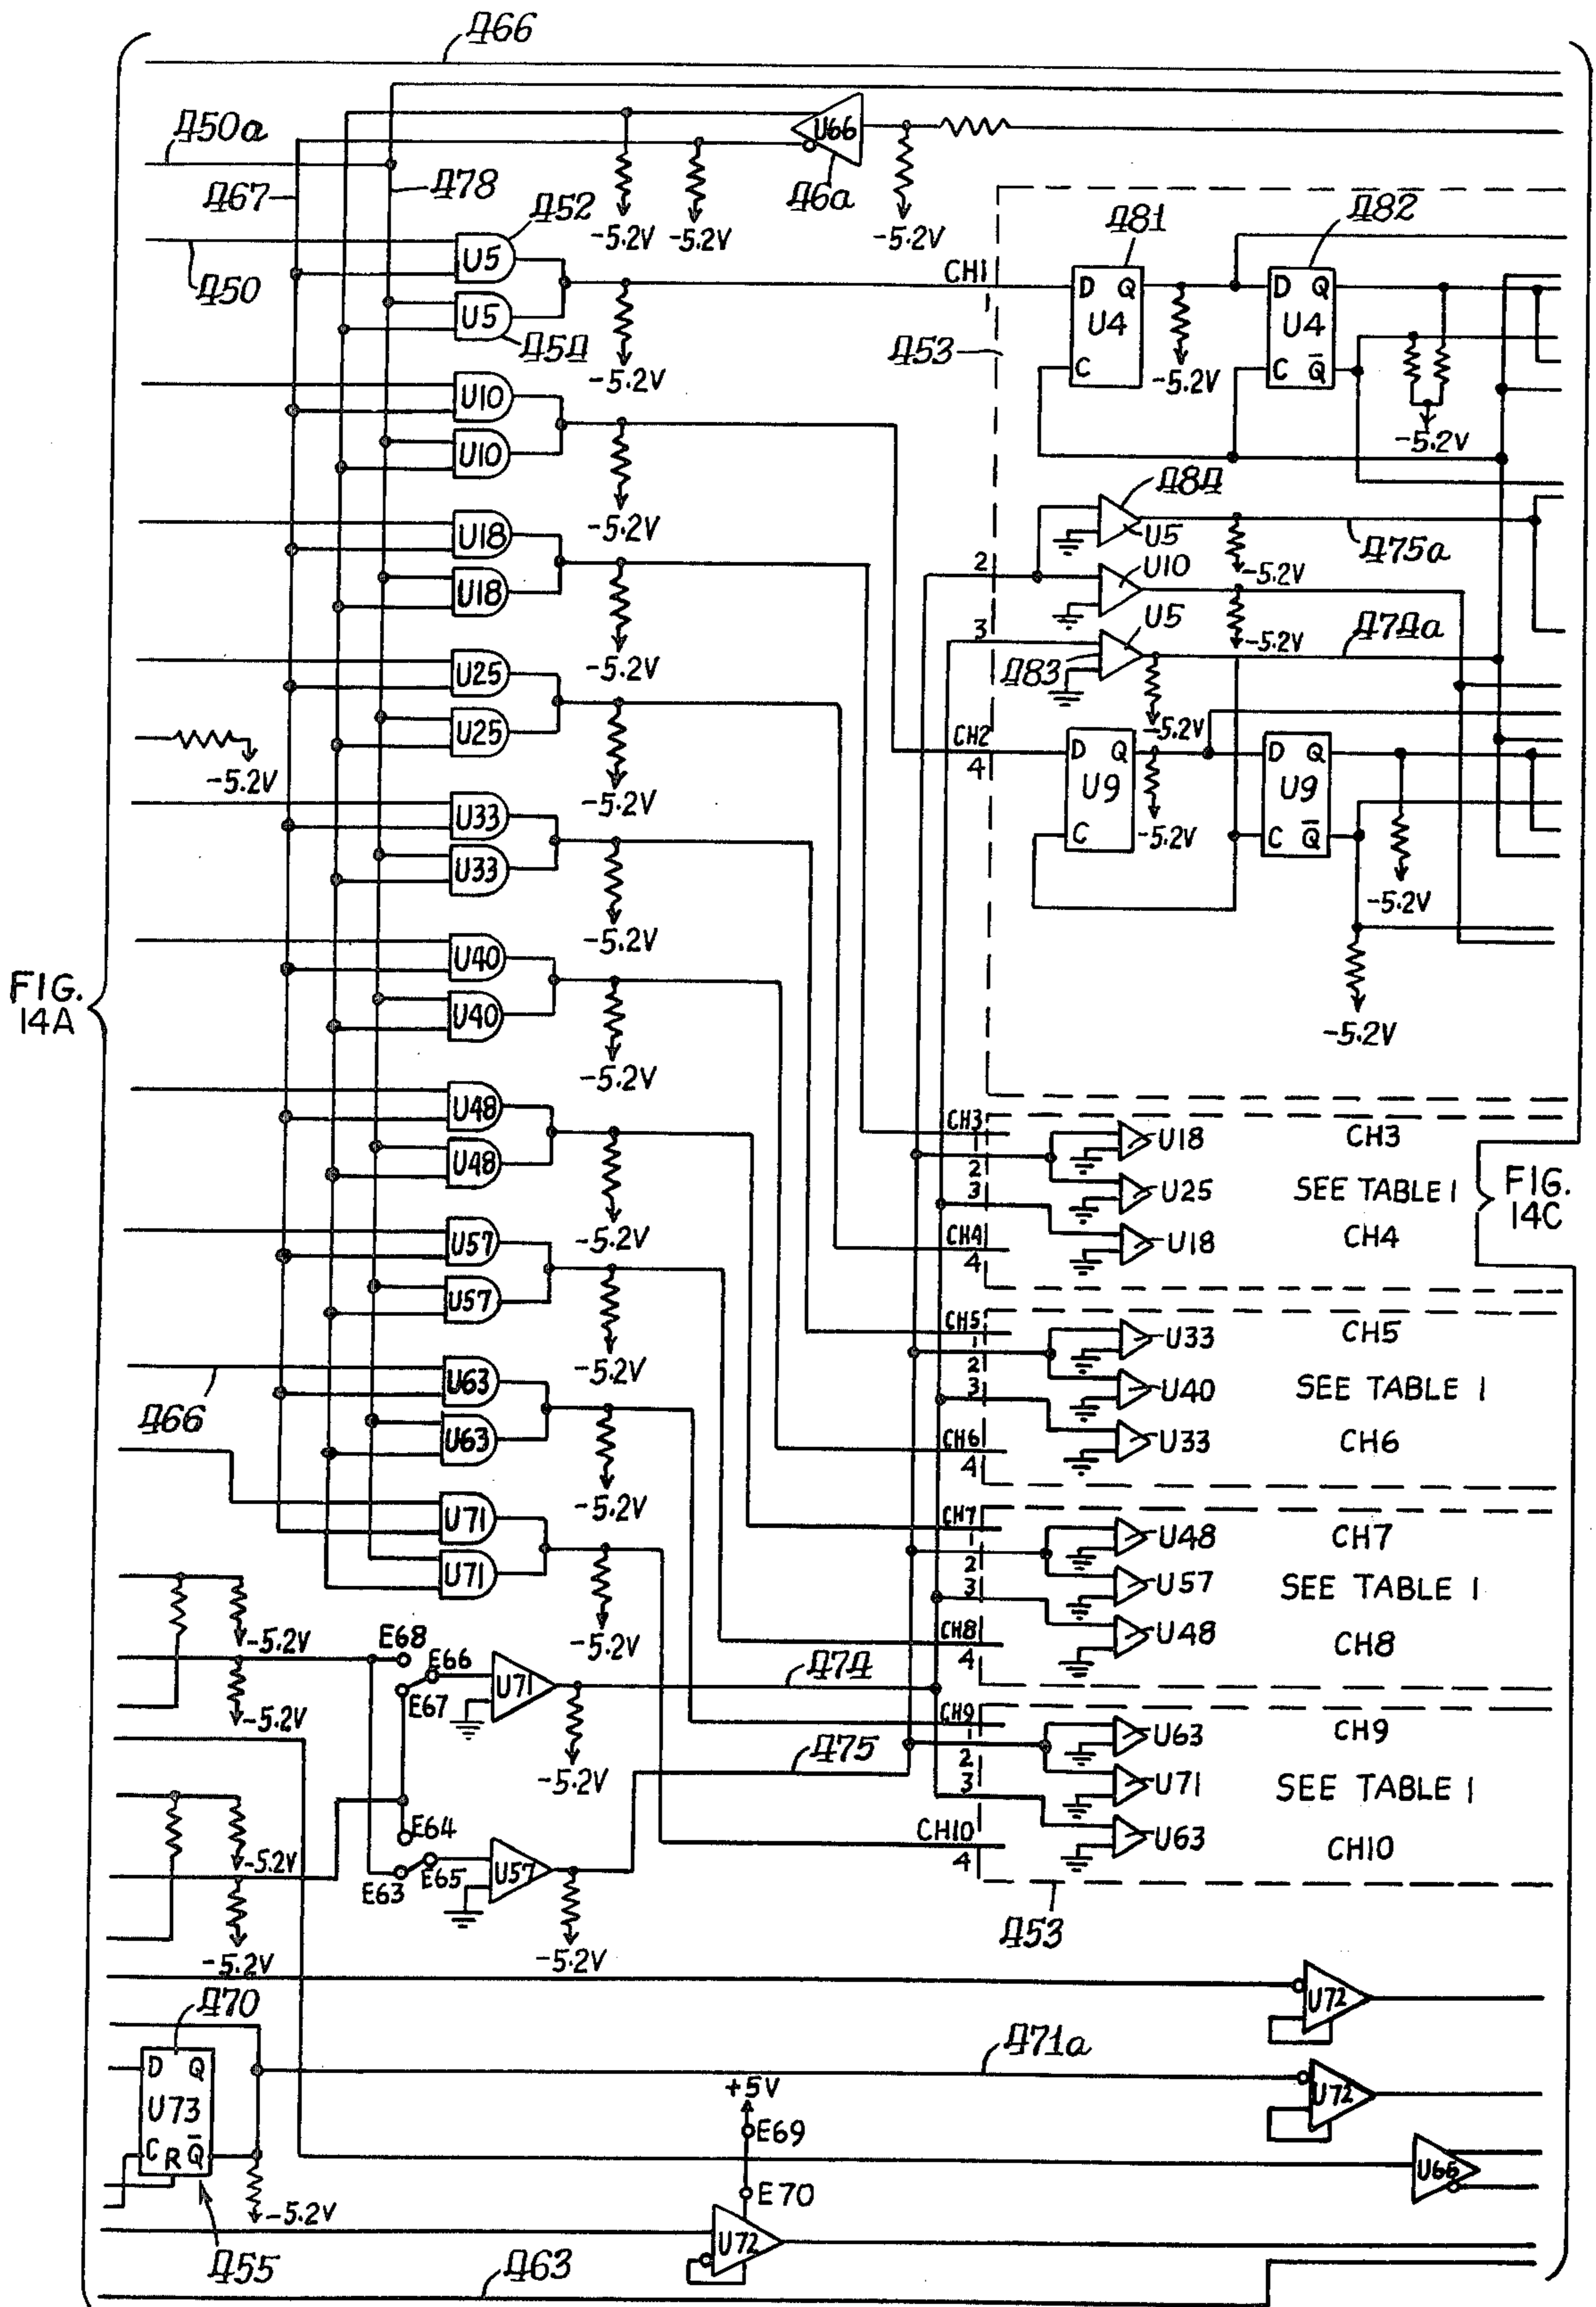 466
450a
U66
467
478
46a
452
-5.2V
-5.2V
-5.2V
481
482
U5
CH1
1
450
D Q
D Q
U5
U4
U4
454
453
C
C Q̅
-5.2V
-5.2V
U10
-5.2V
U10
484
U5
475a
-5.2V
U18
2
U10
-5.2V
U18
3
U5
-5.2V
474a
-5.2V
483
U25
U25
-5.2V
-5.2V
CH2
4
D Q
D Q
U9
U9
-5.2V
U33
C
-5.2V
C Q̅
U33
-5.2V
-5.2V
U40
FIG.
14A
U40
-5.2V
-5.2V
U48
CH3
1
U18
CH3
U48
2
3
U25
SEE TABLE 1
FIG.
14C
U57
-5.2V
CH4
4
U18
CH4
U57
CH5
1
U33
CH5
-5.2V
2
U63
3
U40
SEE TABLE 1
466
U63
CH6
4
U33
CH6
-5.2V
U71
CH7
1
U48
CH7
U71
2
3
U57
SEE TABLE 1
-5.2V
E68
-5.2V
CH8
4
U48
CH8
E66
U71
474
E67
-5.2V
CH9
1
U63
CH9
475
2
3
U71
SEE TABLE 1
-5.2V
E64
CH10
4
U63
CH10
-5.2V
E63
E65
U57
453
-5.2V
-5.2V
U72
470
471a
D Q
+5V
U72
U73
E69
C R Q̅
U66
E70
-5.2V
U72
455
463